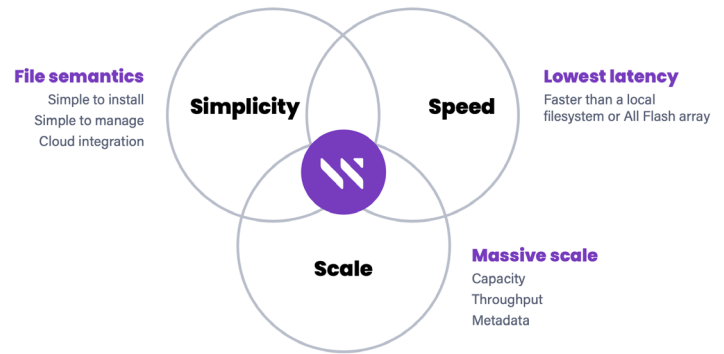 File semantics
Simple to install
Simple to manage
Cloud integration
Simplicity
Speed
Lowest latency
Faster than a local
filesystem or All Flash array
Scale
Massive scale
Capacity
Throughput
Metadata